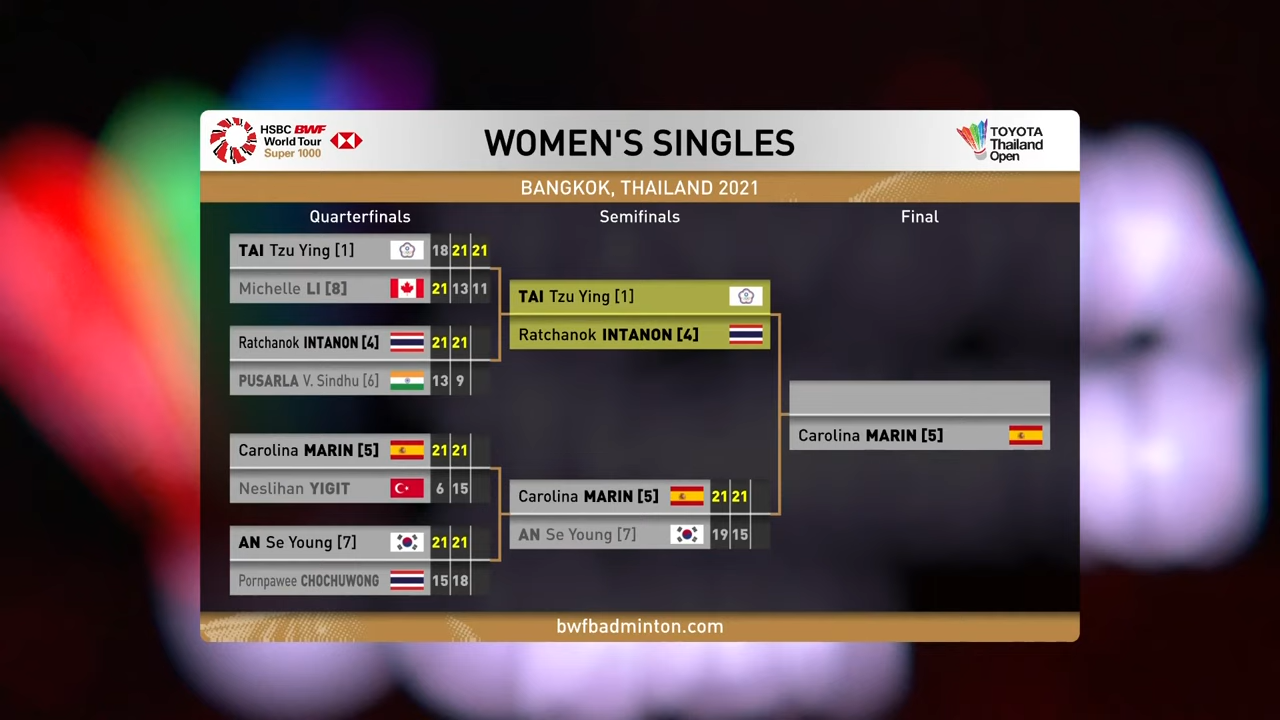 HSBC BWF
World Tour
Super 1000
WOMEN'S SINGLES
TOYOTA
Thailand
Open
BANGKOK, THAILAND 2021
Quarterfinals
Semifinals
Final
TAI Tzu Ying [1] 18 21 21
Michelle LI [8] 21 13 11
Ratchanok INTANON [4] 21 21
PUSARLA V. Sindhu [6] 13 9
Carolina MARIN [5] 21 21
Neslihan YIGIT 6 15
AN Se Young [7] 21 21
Pornpawee CHOCHUWONG 15 18
TAI Tzu Ying [1]
Ratchanok INTANON [4]
Carolina MARIN [5] 21 21
AN Se Young [7] 19 15
Carolina MARIN [5]
bwfbadminton.com